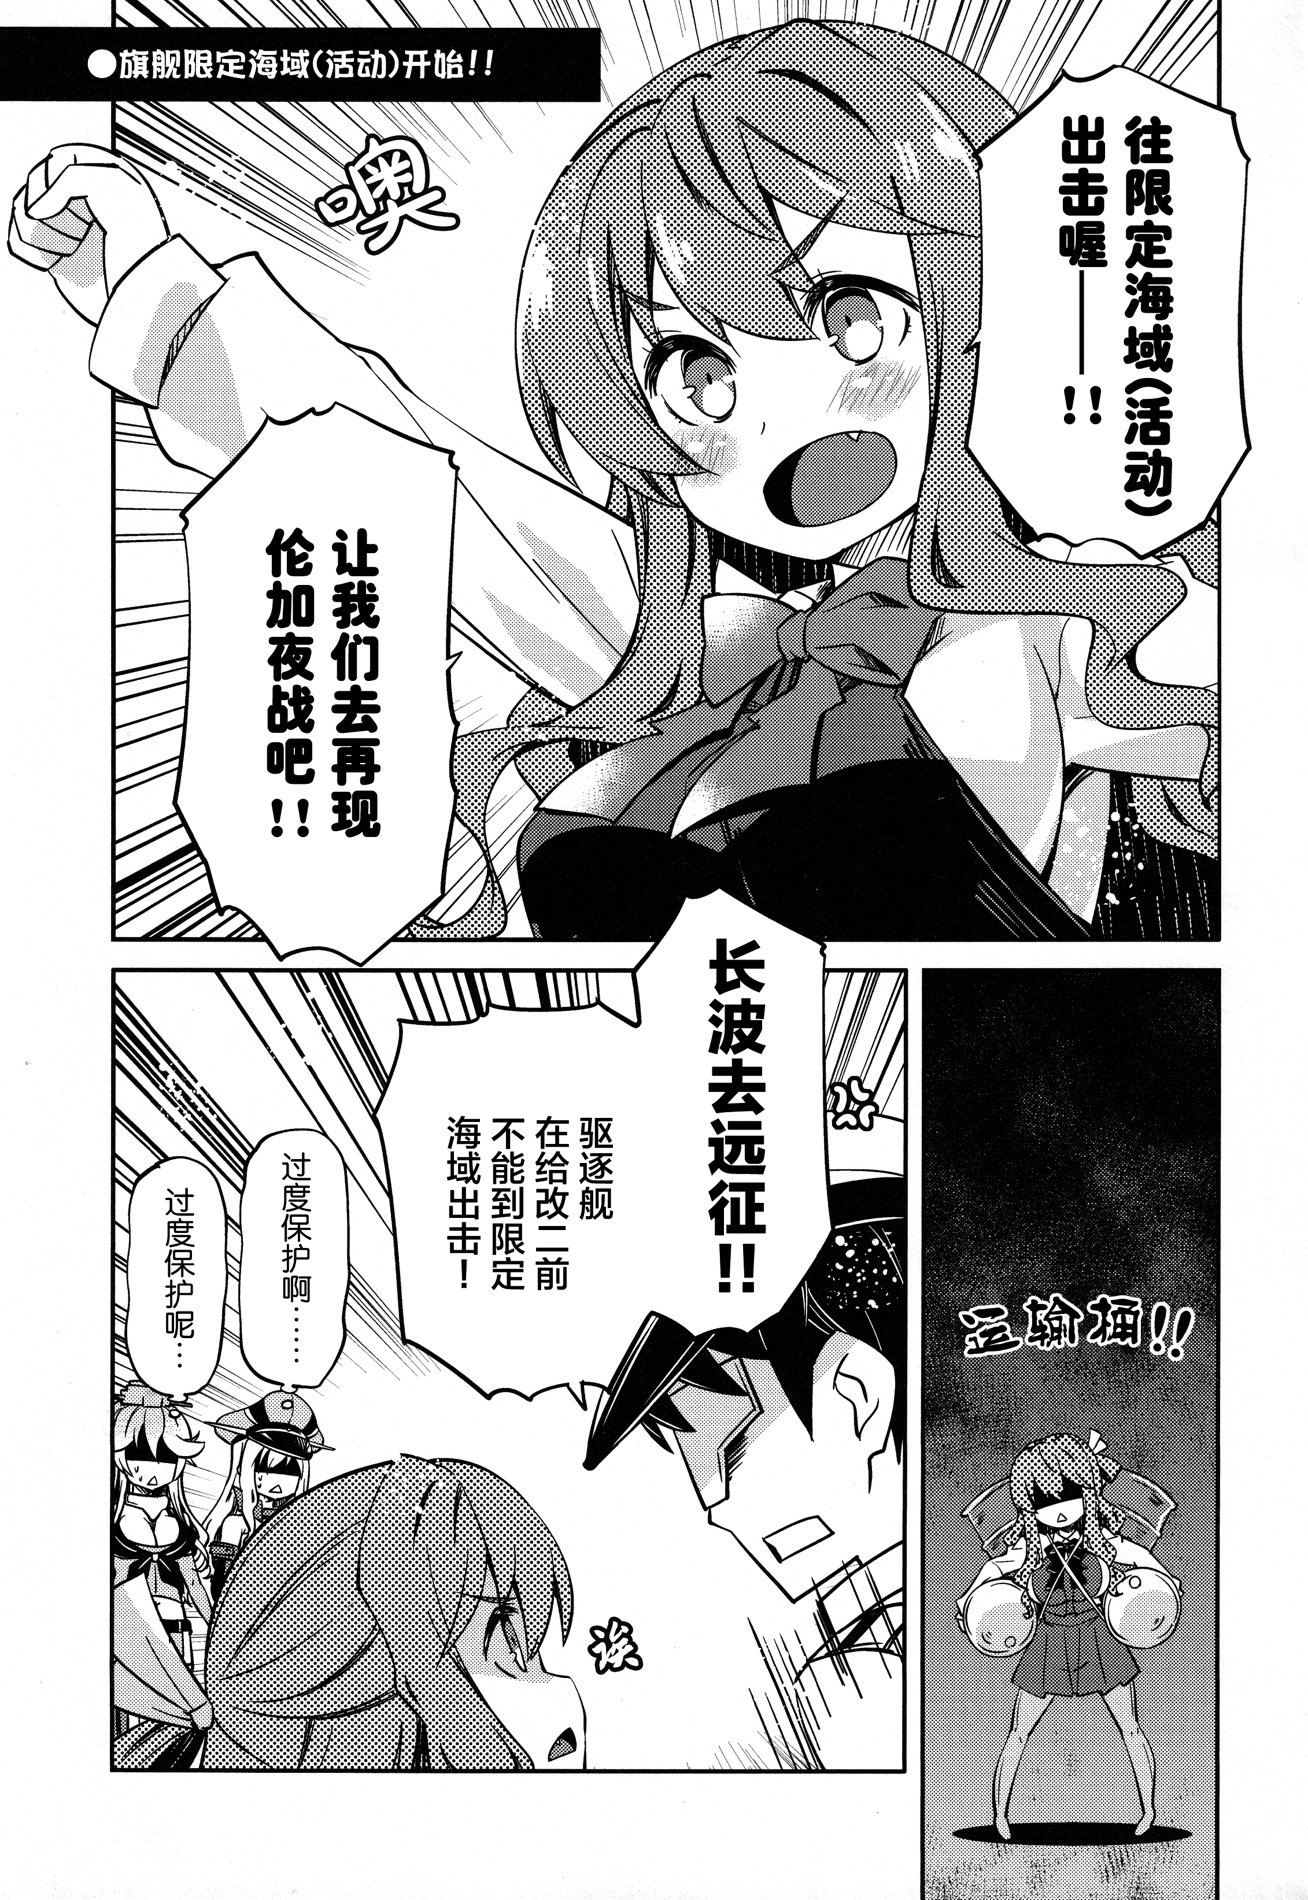 ●旗舰限定海域(活动)开始!!
往限定海域(活动)
出击喔——!!
噢
让我们去再现
伦加夜战吧!!
运输桶!!
长波去远征!!
驱逐舰
在给改二前
不能到限定
海域出击!
诶
过度保护啊……
过度保护呢…